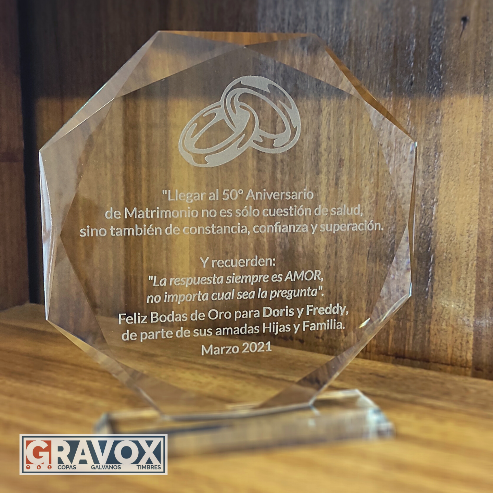 "Llegar al 50° Aniversario
de Matrimonio no es sólo cuestión de salud,
sino también de constancia, confianza y superación.
Y recuerden:
"La respuesta siempre es AMOR,
no importa cual sea la pregunta".
Feliz Bodas de Oro para Doris y Freddy,
de parte de sus amadas Hijas y Familia.
Marzo 2021
GRAVOX
COPAS GALVANOS TIMBRES